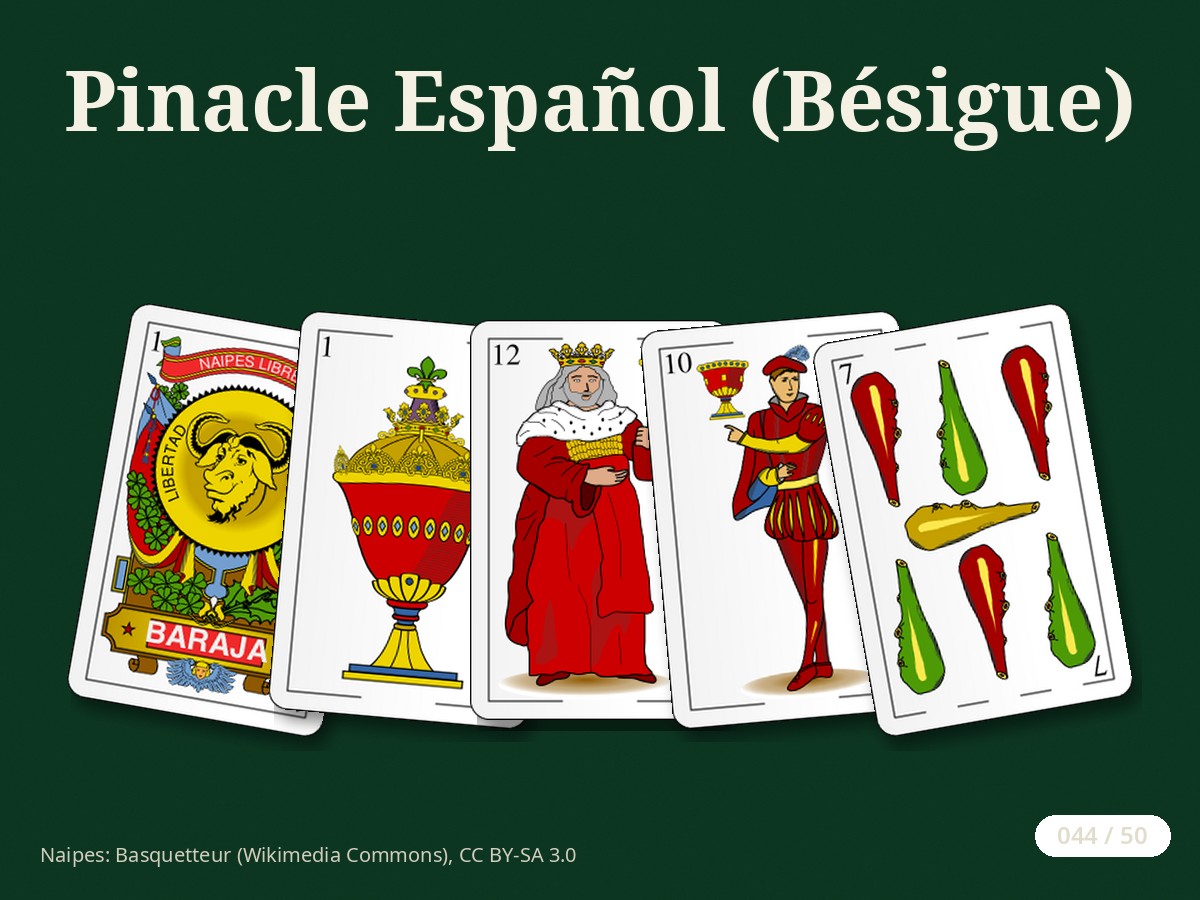 Pinacle Español (Bésigue)
1
NAIPES LIBRE
LIBERTAD
BARAJA
1
12
10
7
7
Naipes: Basquetteur (Wikimedia Commons), CC BY-SA 3.0
044 / 50